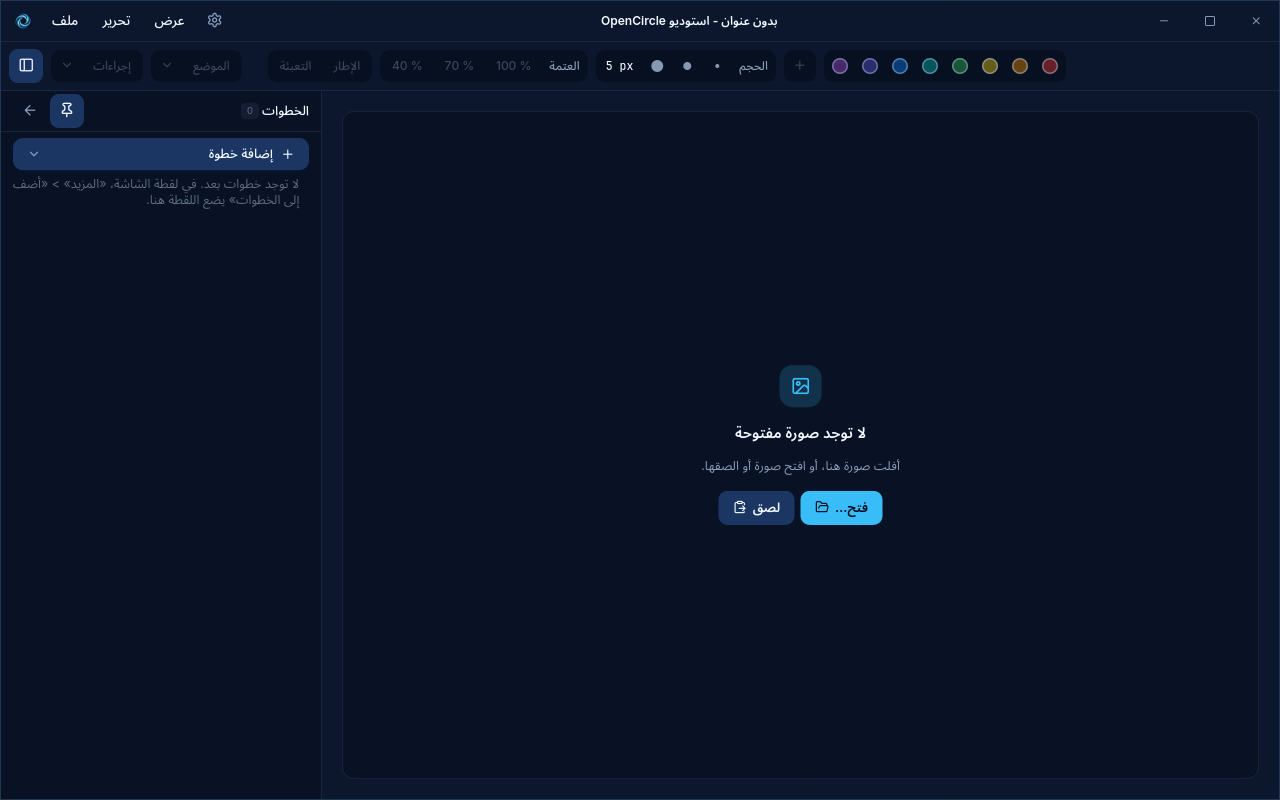 بدون عنوان - استوديو OpenCircle
ملف تحرير عرض
الحجم 5 px
العتمة 100 % 70 % 40 %
الإطار التعبئة
الموضع
إجراءات
الخطوات 0
إضافة خطوة
لا توجد خطوات بعد. في لقطة الشاشة، «المزيد» > «أضف
إلى الخطوات» يضع اللقطة هنا.
لا توجد صورة مفتوحة
أفلت صورة هنا، أو افتح صورة أو الصقها.
فتح...
لصق